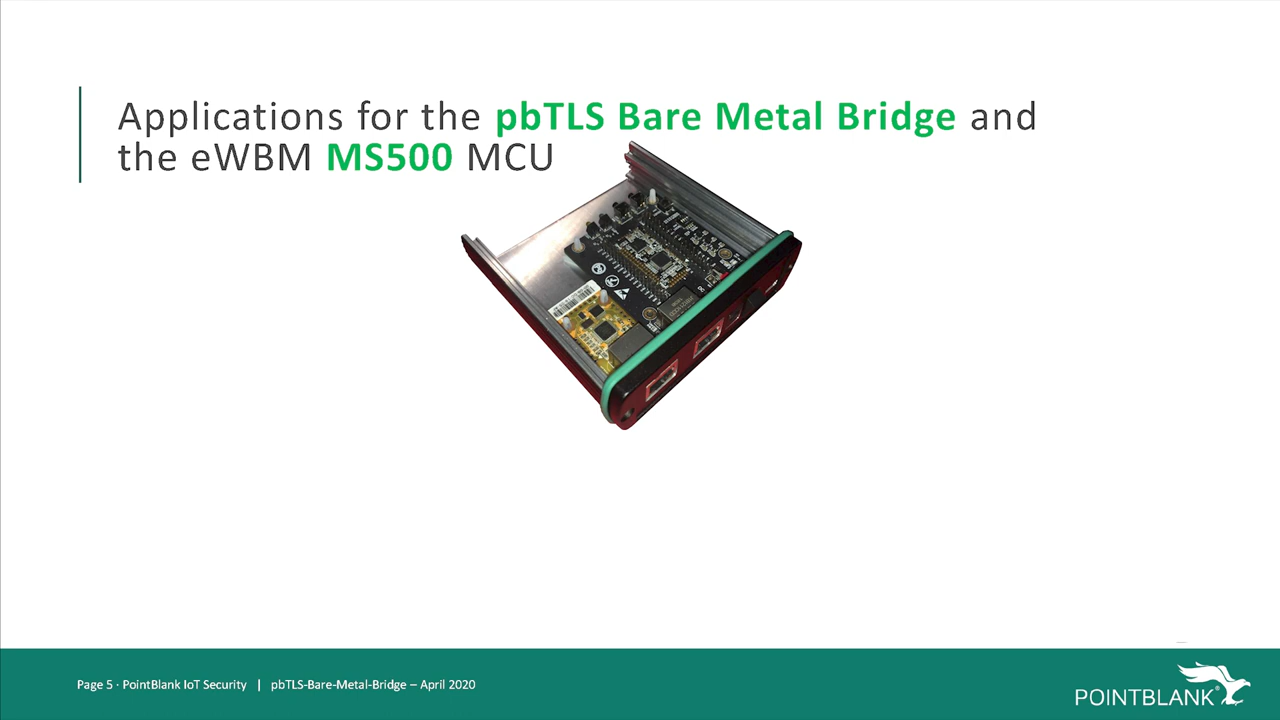 Applications for the pbTLS Bare Metal Bridge and
the eWBM MS500 MCU
Page 5 · PointBlank IoT Security | pbTLS-Bare-Metal-Bridge – April 2020
POINTBLANK®